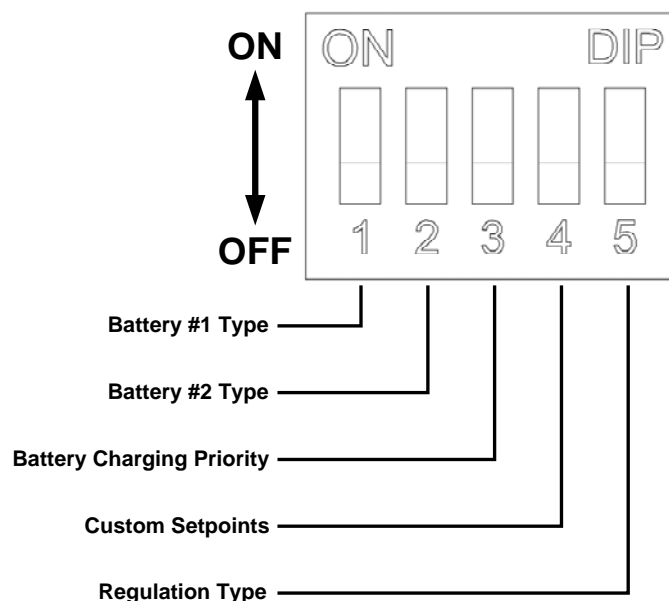 ON
ON DIP
OFF
1 2 3 4 5
Battery #1 Type
Battery #2 Type
Battery Charging Priority
Custom Setpoints
Regulation Type